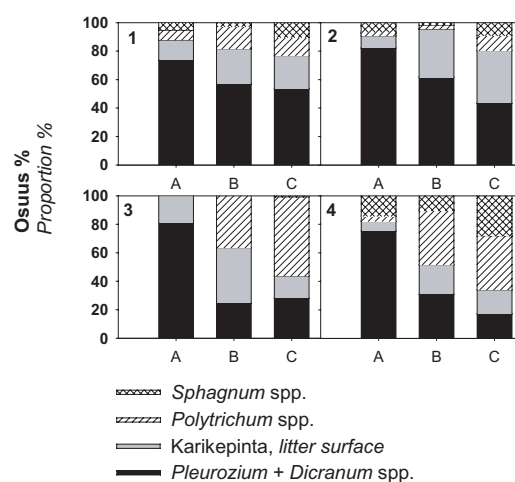 100
80
60
40
20
0
1
2
A B C A B C
Osuus %
Proportion %
100
80
60
40
20
0
3
4
A B C A B C
Sphagnum spp.
Polytrichum spp.
Karikepinta, litter surface
Pleurozium + Dicranum spp.